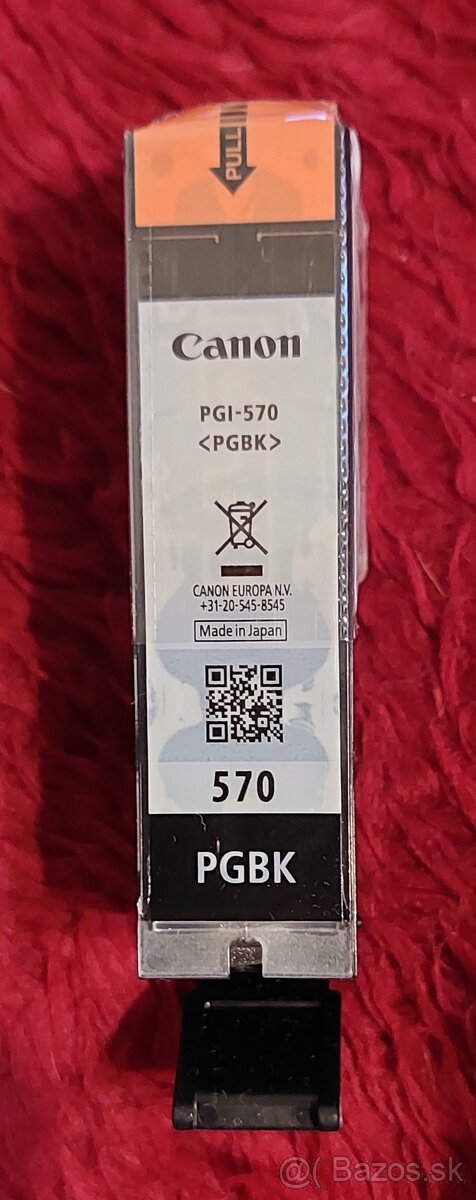 PULL
Canon
PGI-570
<PGBK>
CANON EUROPA N.V.
+31-20-545-8545
Made in Japan
570
PGBK
@( Bazos.sk